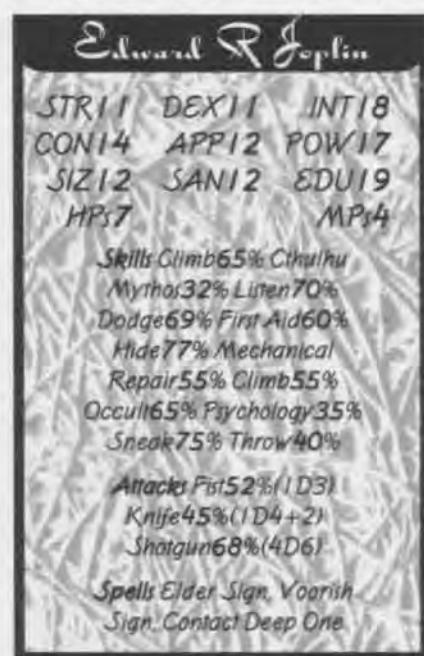 Edward R Joplin
STR11 DEX11 INT18
CON14 APP12 POW17
SIZ12 SAN12 EDU19
HPs7 MPs4
Skills Climb65% Cthulhu
Mythos32% Listen70%
Dodge69% First Aid60%
Hide77% Mechanical
Repair55% Climb55%
Occult65% Psychology35%
Sneak75% Throw40%
Attacks Fist52%(1D3)
Knife45%(1D4+2)
Shotgun68%(4D6)
Spells Elder Sign, Voorish
Sign, Contact Deep One